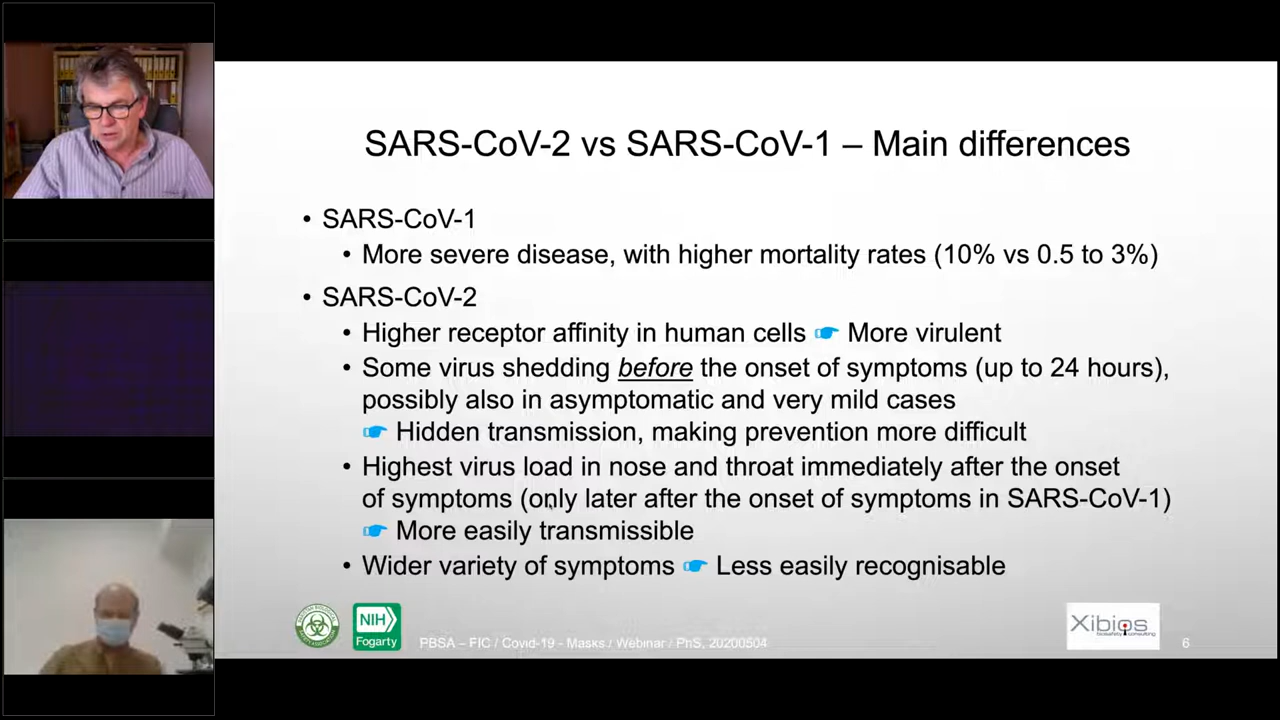 SARS-CoV-2 vs SARS-CoV-1 – Main differences
• SARS-CoV-1
• More severe disease, with higher mortality rates (10% vs 0.5 to 3%)
• SARS-CoV-2
• Higher receptor affinity in human cells ☛ More virulent
• Some virus shedding before the onset of symptoms (up to 24 hours),
possibly also in asymptomatic and very mild cases
☛ Hidden transmission, making prevention more difficult
• Highest virus load in nose and throat immediately after the onset
of symptoms (only later after the onset of symptoms in SARS-CoV-1)
☛ More easily transmissible
• Wider variety of symptoms ☛ Less easily recognisable
NIH
Fogarty
PBSA – FIC / Covid-19 - Masks / Webinar / PhS, 20200504
Xibios
biosafety consulting
6